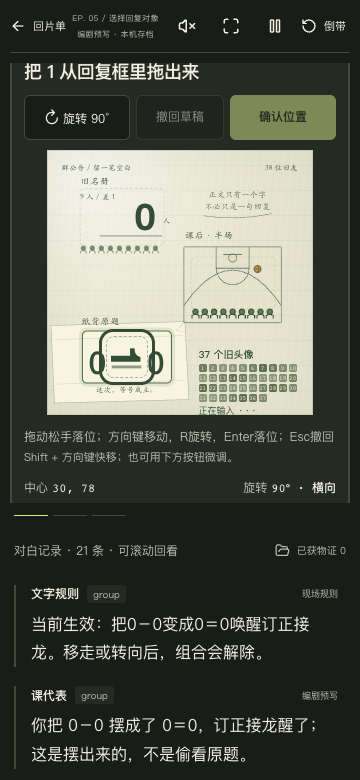 回片单
EP. 05 / 选择回复对象
编剧预写 · 本机存档
倒带
把 1 从回复框里拖出来
旋转 90°
撤回草稿
确认位置
群公告 / 留一笔空白
38 位旧友
旧名册
9 人 / 差 1
0 人
正文只有一个字
不必只是一句回复
课后 · 半场
纸背原题
0 0
这次，等号成立。
37 个旧头像
正在输入 · · ·
拖动松手落位；方向键移动，R旋转，Enter落位；Esc撤回
Shift + 方向键快移；也可用下方按钮微调。
中心 30, 78
旋转 90° · 横向
对白记录 · 21 条 · 可滚动回看
已获物证 0
文字规则 group
现场规则
当前生效：把0－0变成0＝0唤醒订正接
龙。移走或转向后，组合会解除。
课代表 group
编剧预写
你把 0－0 摆成了 0＝0，订正接龙醒了；
这是摆出来的，不是偷看原题。